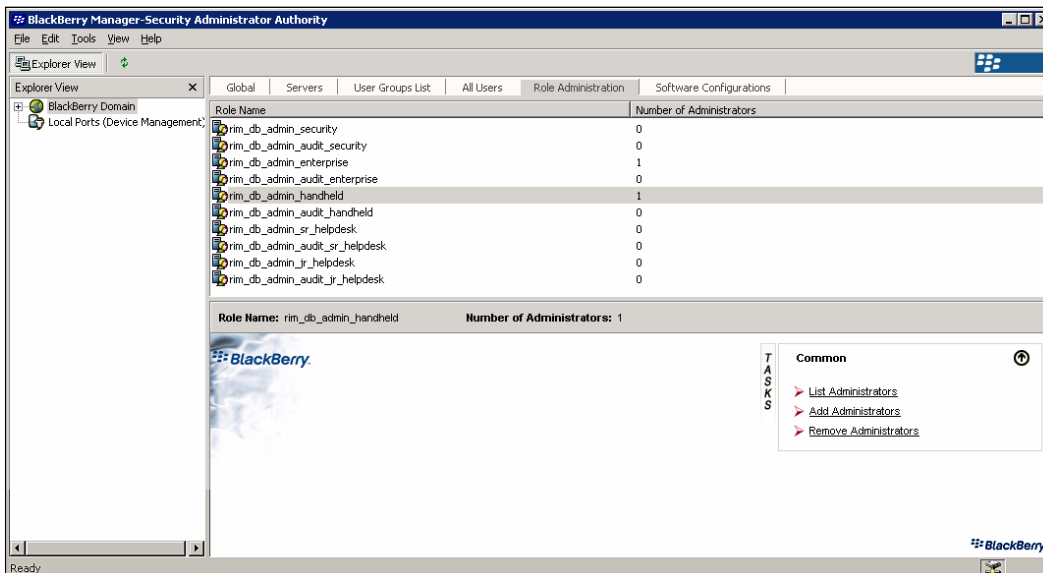 BlackBerry Manager-Security Administrator Authority
File Edit Tools View Help
Explorer View
Explorer View
BlackBerry Domain
Local Ports (Device Management)
Global Servers User Groups List All Users Role Administration Software Configurations
Role Name Number of Administrators
rim_db_admin_security 0
rim_db_admin_audit_security 0
rim_db_admin_enterprise 1
rim_db_admin_audit_enterprise 0
rim_db_admin_handheld 1
rim_db_admin_audit_handheld 0
rim_db_admin_sr_helpdesk 0
rim_db_admin_audit_sr_helpdesk 0
rim_db_admin_jr_helpdesk 0
rim_db_admin_audit_jr_helpdesk 0
Role Name: rim_db_admin_handheld Number of Administrators: 1
BlackBerry.
TASKS
Common
List Administrators
Add Administrators
Remove Administrators
BlackBerry
Ready